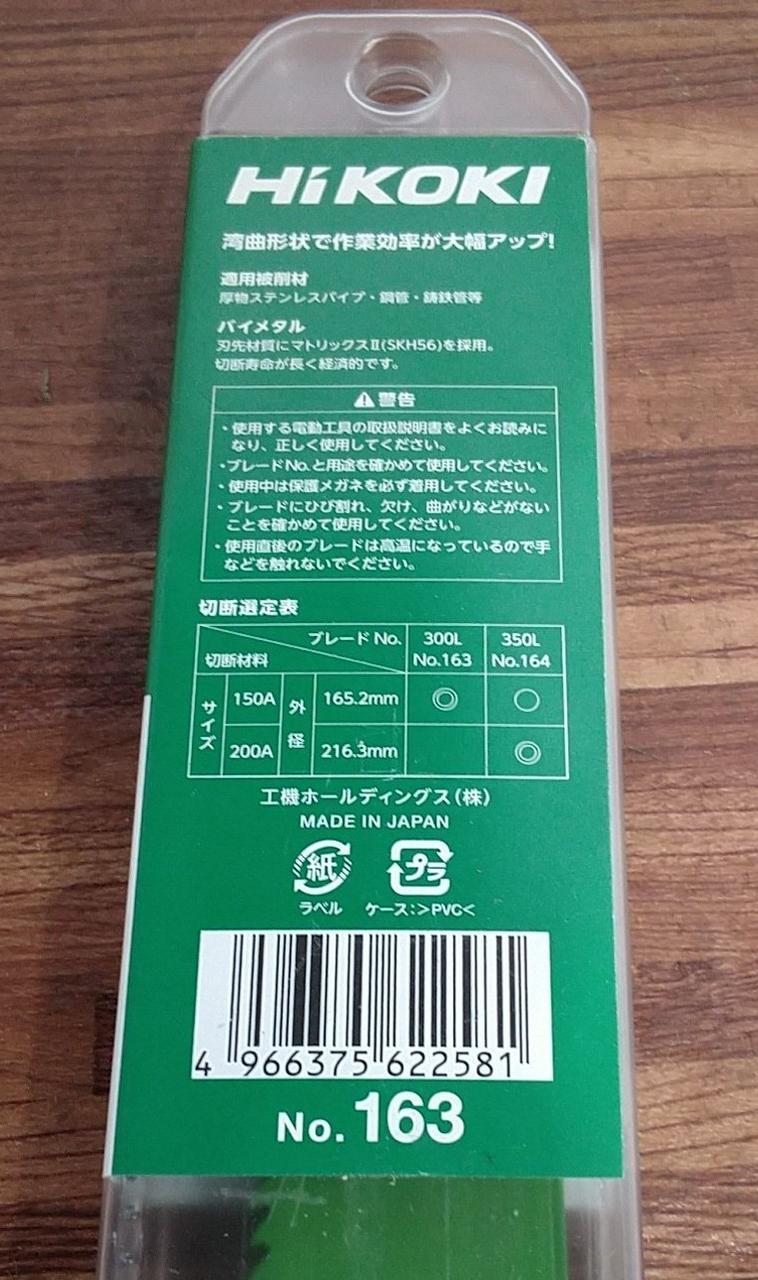 HiKOKI
湾曲形状で作業効率が大幅アップ!
適用被削材
厚物ステンレスパイプ・鋼管・鋳鉄管等
バイメタル
刃先材質にマトリックスⅡ(SKH56)を採用。
切断寿命が長く経済的です。
⚠警告
・使用する電動工具の取扱説明書をよくお読みに
なり、正しく使用してください。
・ブレードNo.と用途を確かめて使用してください。
・使用中は保護メガネを必ず着用してください。
・ブレードにひび割れ、欠け、曲がりなどがない
ことを確かめて使用してください。
・使用直後のブレードは高温になっているので手
などを触れないでください。
切断選定表
ブレードNo. 300L 350L
切断材料 No.163 No.164
サイズ 150A 外径 165.2mm ◎ ○
200A 216.3mm ◎
工機ホールディングス(株)
MADE IN JAPAN
紙 プラ
ラベル ケース:>PVC<
4 966375 622581
No. 163